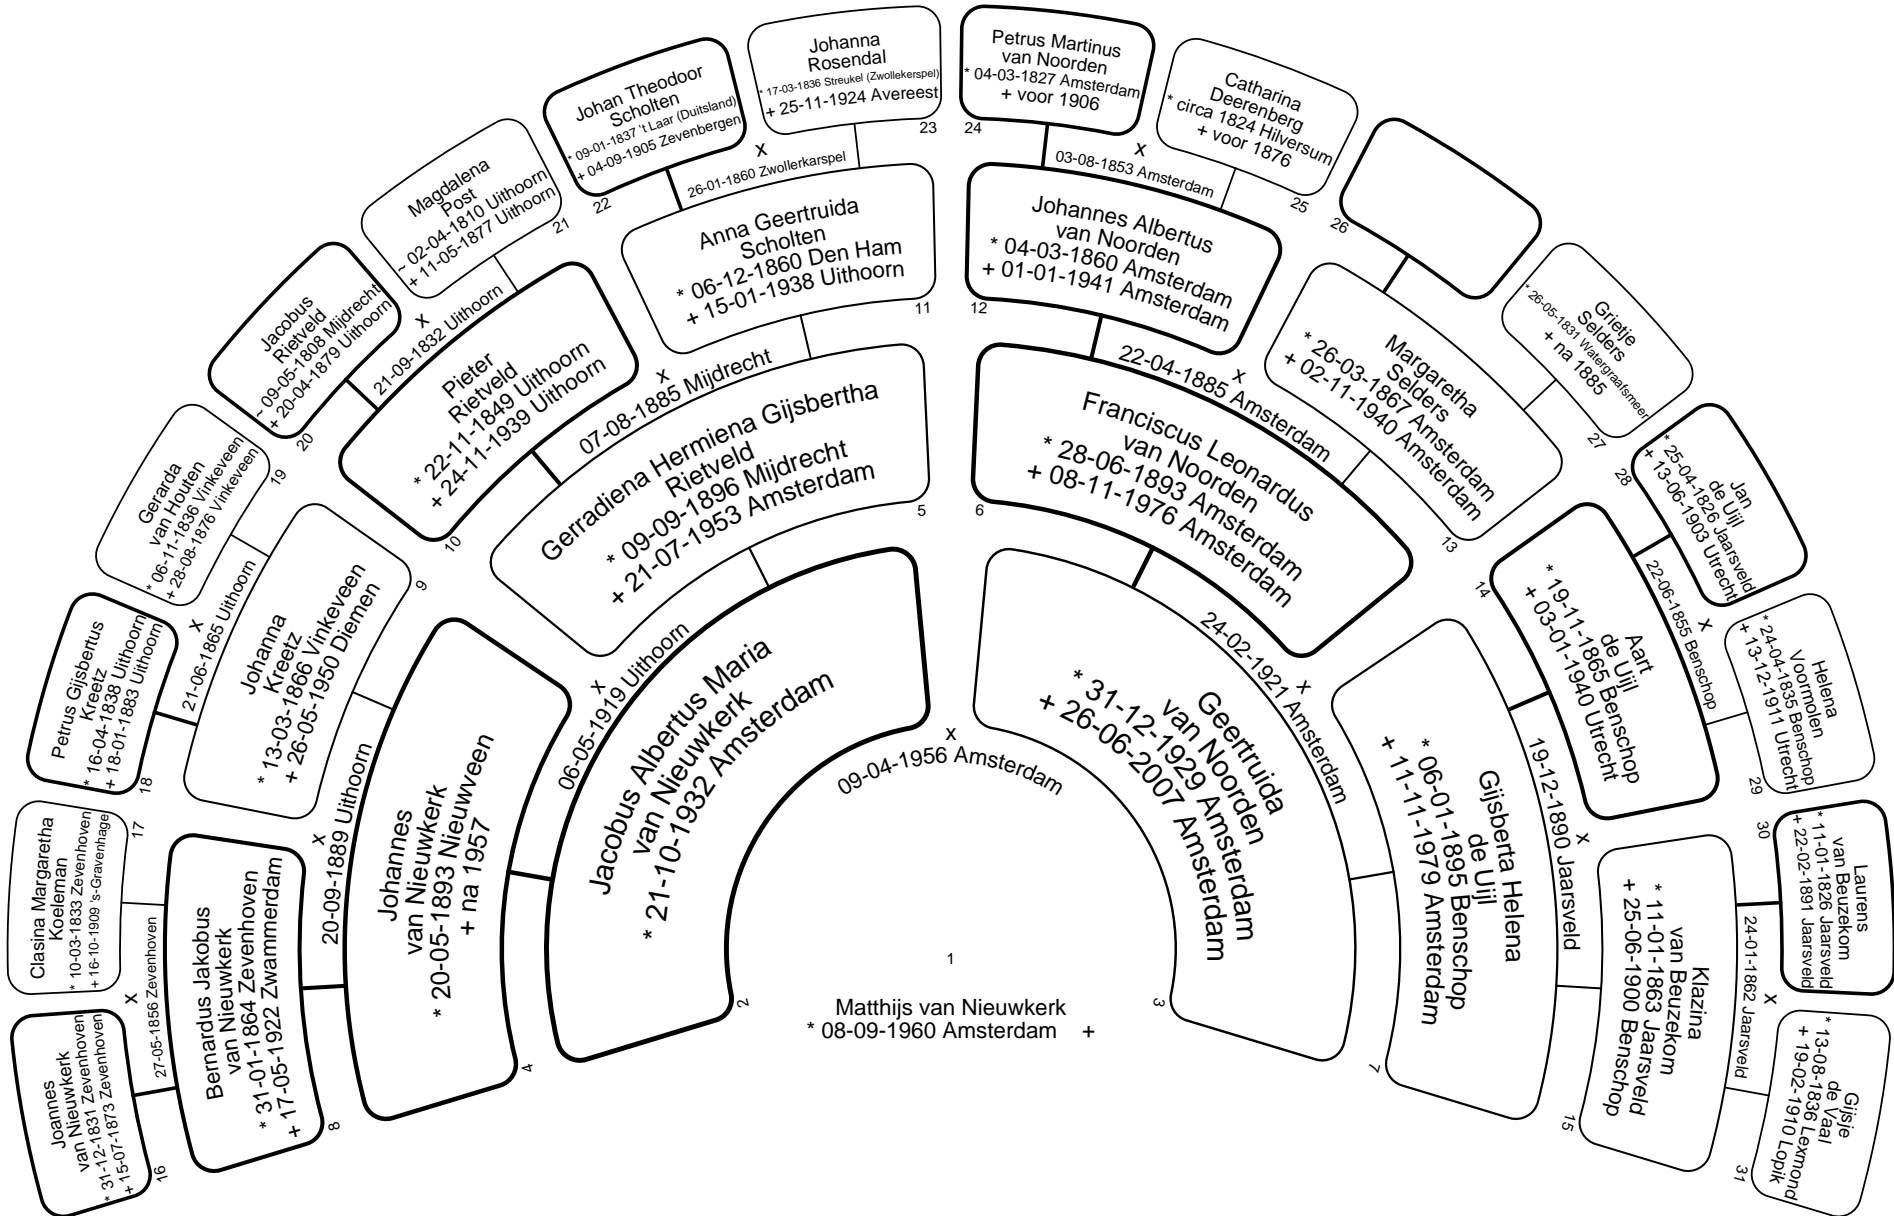 1
Matthijs van Nieuwkerk
* 08-09-1960 Amsterdam +
2
Jacobus Albertus Maria
van Nieuwkerk
* 21-10-1932 Amsterdam
x
09-04-1956 Amsterdam
3
Geertruida
van Noorden
* 31-12-1929 Amsterdam
+ 26-06-2007 Amsterdam
4
Johannes
van Nieuwkerk
* 20-05-1893 Nieuwveen
+ na 1957
x
06-05-1919 Uithoorn
5
Gerradiena Hermiena Gijsbertha
Rietveld
* 09-09-1896 Mijdrecht
+ 21-07-1953 Amsterdam
6
Franciscus Leonardus
van Noorden
* 28-06-1893 Amsterdam
+ 08-11-1976 Amsterdam
x
24-02-1921 Amsterdam
7
Gijsberta Helena
de Uijl
* 06-01-1895 Benschop
+ 11-11-1979 Amsterdam
8
Bernardus Jakobus
van Nieuwkerk
* 31-01-1864 Zevenhoven
+ 17-05-1922 Zwammerdam
x
20-09-1889 Uithoorn
9
Johanna
Kreetz
* 13-03-1866 Vinkeveen
+ 26-05-1950 Diemen
10
Pieter
Rietveld
* 22-11-1849 Uithoorn
+ 24-11-1939 Uithoorn
x
07-08-1885 Mijdrecht
11
Anna Geertruida
Scholten
* 06-12-1860 Den Ham
+ 15-01-1938 Uithoorn
12
Johannes Albertus
van Noorden
* 04-03-1860 Amsterdam
+ 01-01-1941 Amsterdam
x
22-04-1885 Amsterdam
13
Margaretha
Selders
* 26-03-1867 Amsterdam
+ 02-11-1940 Amsterdam
14
Aart
de Uijl
* 19-11-1865 Benschop
+ 03-01-1940 Utrecht
x
19-12-1890 Jaarsveld
15
Klazina
van Beuzekom
* 11-01-1863 Jaarsveld
+ 25-06-1900 Benschop
16
Joannes
van Nieuwkerk
* 31-12-1831 Zevenhoven
+ 15-07-1873 Zevenhoven
x
27-05-1856 Zevenhoven
17
Clasina Margaretha
Koeleman
* 10-03-1833 Zevenhoven
+ 16-10-1909 's-Gravenhage
18
Petrus Gijsbertus
Kreetz
* 16-04-1838 Uithoorn
+ 18-01-1883 Uithoorn
x
21-06-1865 Uithoorn
19
Gerarda
van Houten
* 06-11-1836 Vinkeveen
+ 28-08-1876 Vinkeveen
20
Jacobus
Rietveld
~ 09-05-1808 Mijdrecht
+ 20-04-1879 Uithoorn
x
21-09-1832 Uithoorn
21
Magdalena
Post
~ 02-04-1810 Uithoorn
+ 11-05-1877 Uithoorn
22
Johan Theodoor
Scholten
* 09-01-1837 't Laar (Duitsland)
+ 04-09-1905 Zevenbergen
x
26-01-1860 Zwollerkarspel
23
Johanna
Rosendal
* 17-03-1836 Streukel (Zwollekerspel)
+ 25-11-1924 Avereest
24
Petrus Martinus
van Noorden
* 04-03-1827 Amsterdam
+ voor 1906
x
03-08-1853 Amsterdam
25
Catharina
Deerenberg
* circa 1824 Hilversum
+ voor 1876
26
27
Grietje
Selders
* 26-05-1831 Watergraafsmeer
+ na 1885
28
Jan
de Uijl
* 25-04-1826 Jaarsveld
+ 13-06-1903 Utrecht
x
22-06-1855 Benschop
29
Helena
Voormolen
* 24-04-1835 Benschop
+ 13-12-1911 Utrecht
30
Laurens
van Beuzekom
* 11-01-1826 Jaarsveld
+ 22-02-1891 Jaarsveld
x
24-01-1862 Jaarsveld
31
Gijsje
de Vaal
* 13-08-1836 Lexmond
+ 19-02-1910 Lopik